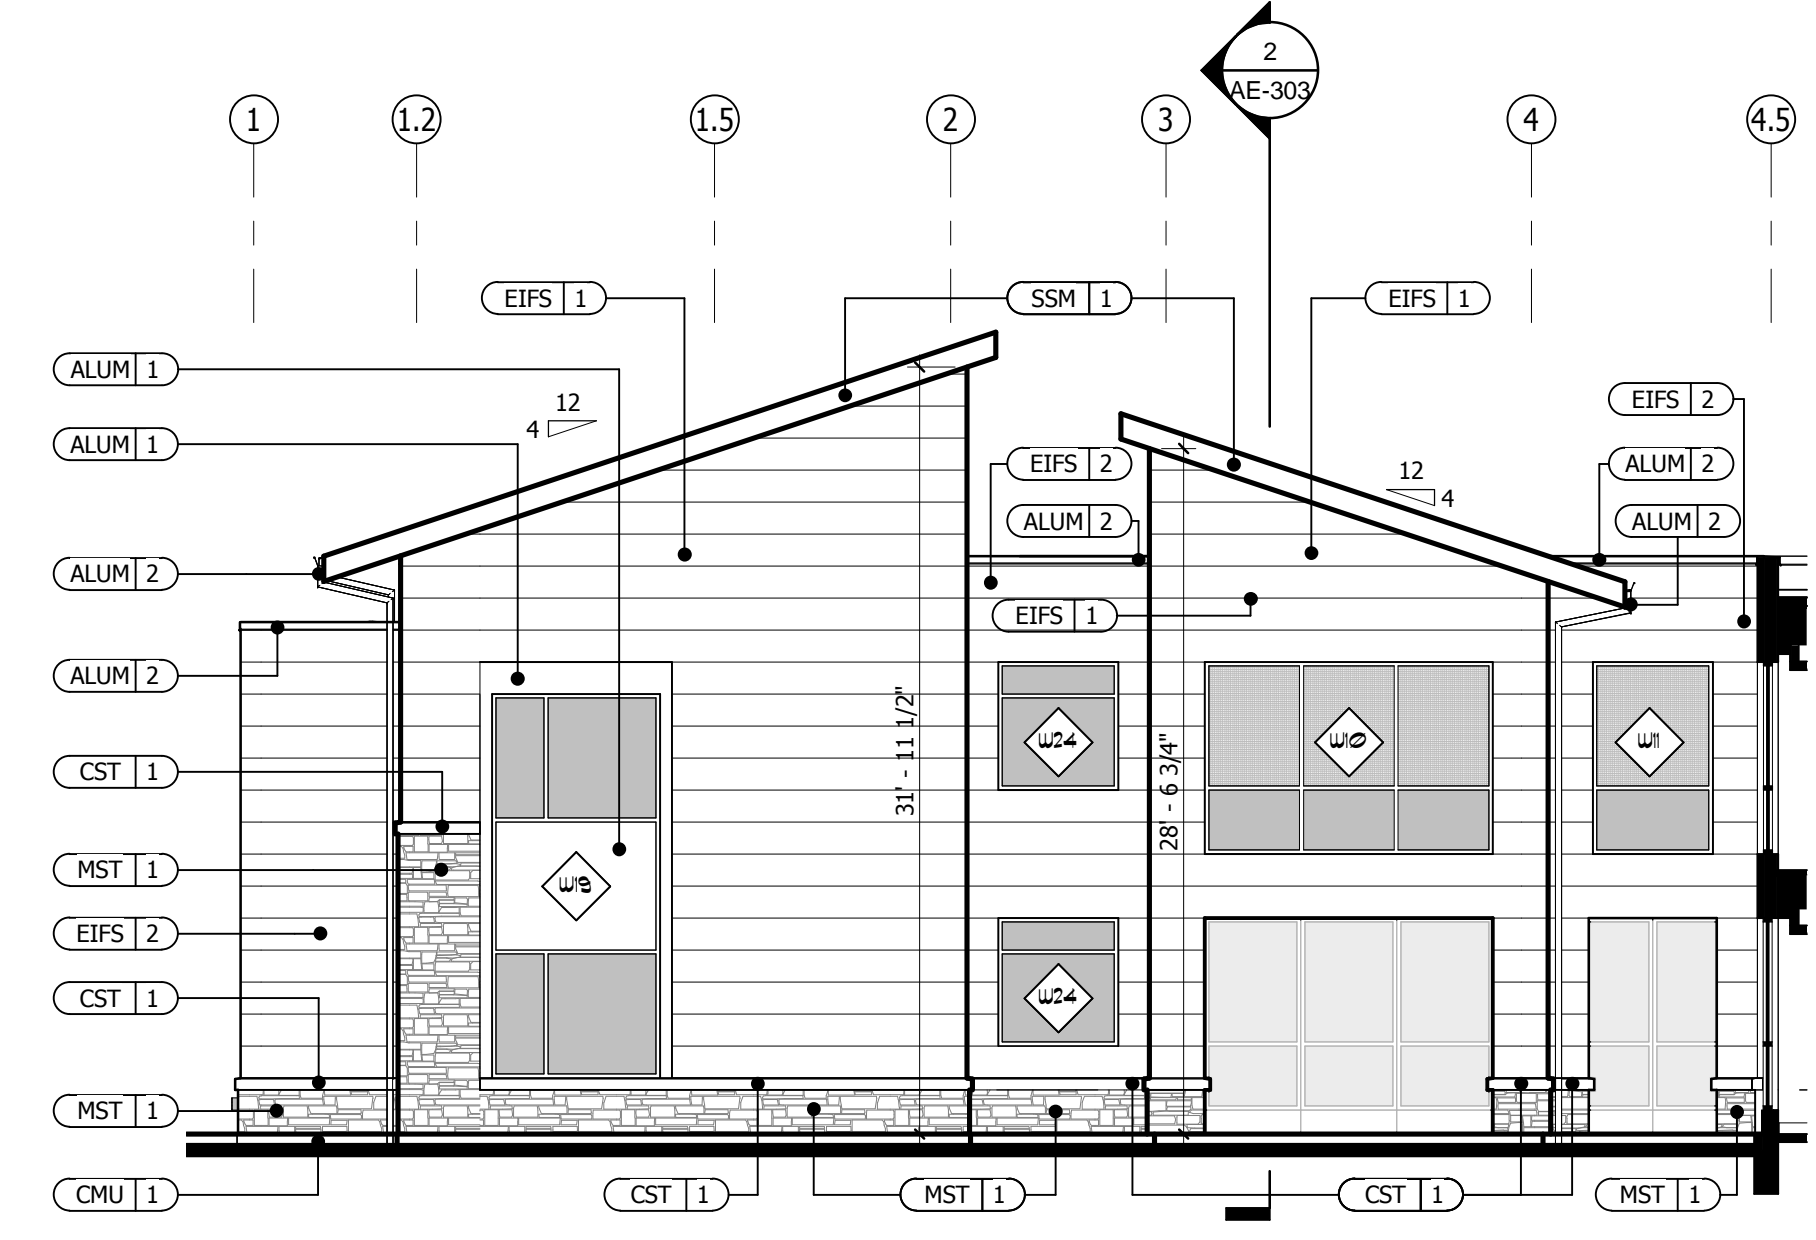 2
AE-303
1
1.2
1.5
2
3
4
4.5
EIFS 1
SSM 1
EIFS 1
ALUM 1
EIFS 2
12
4
ALUM 1
EIFS 2
12
4
ALUM 2
ALUM 2
ALUM 2
ALUM 2
EIFS 1
ALUM 2
31' - 11 1/2"
28' - 6 3/4"
W24
W10
W11
CST 1
MST 1
W19
EIFS 2
CST 1
W24
MST 1
CMU 1
CST 1
MST 1
CST 1
MST 1